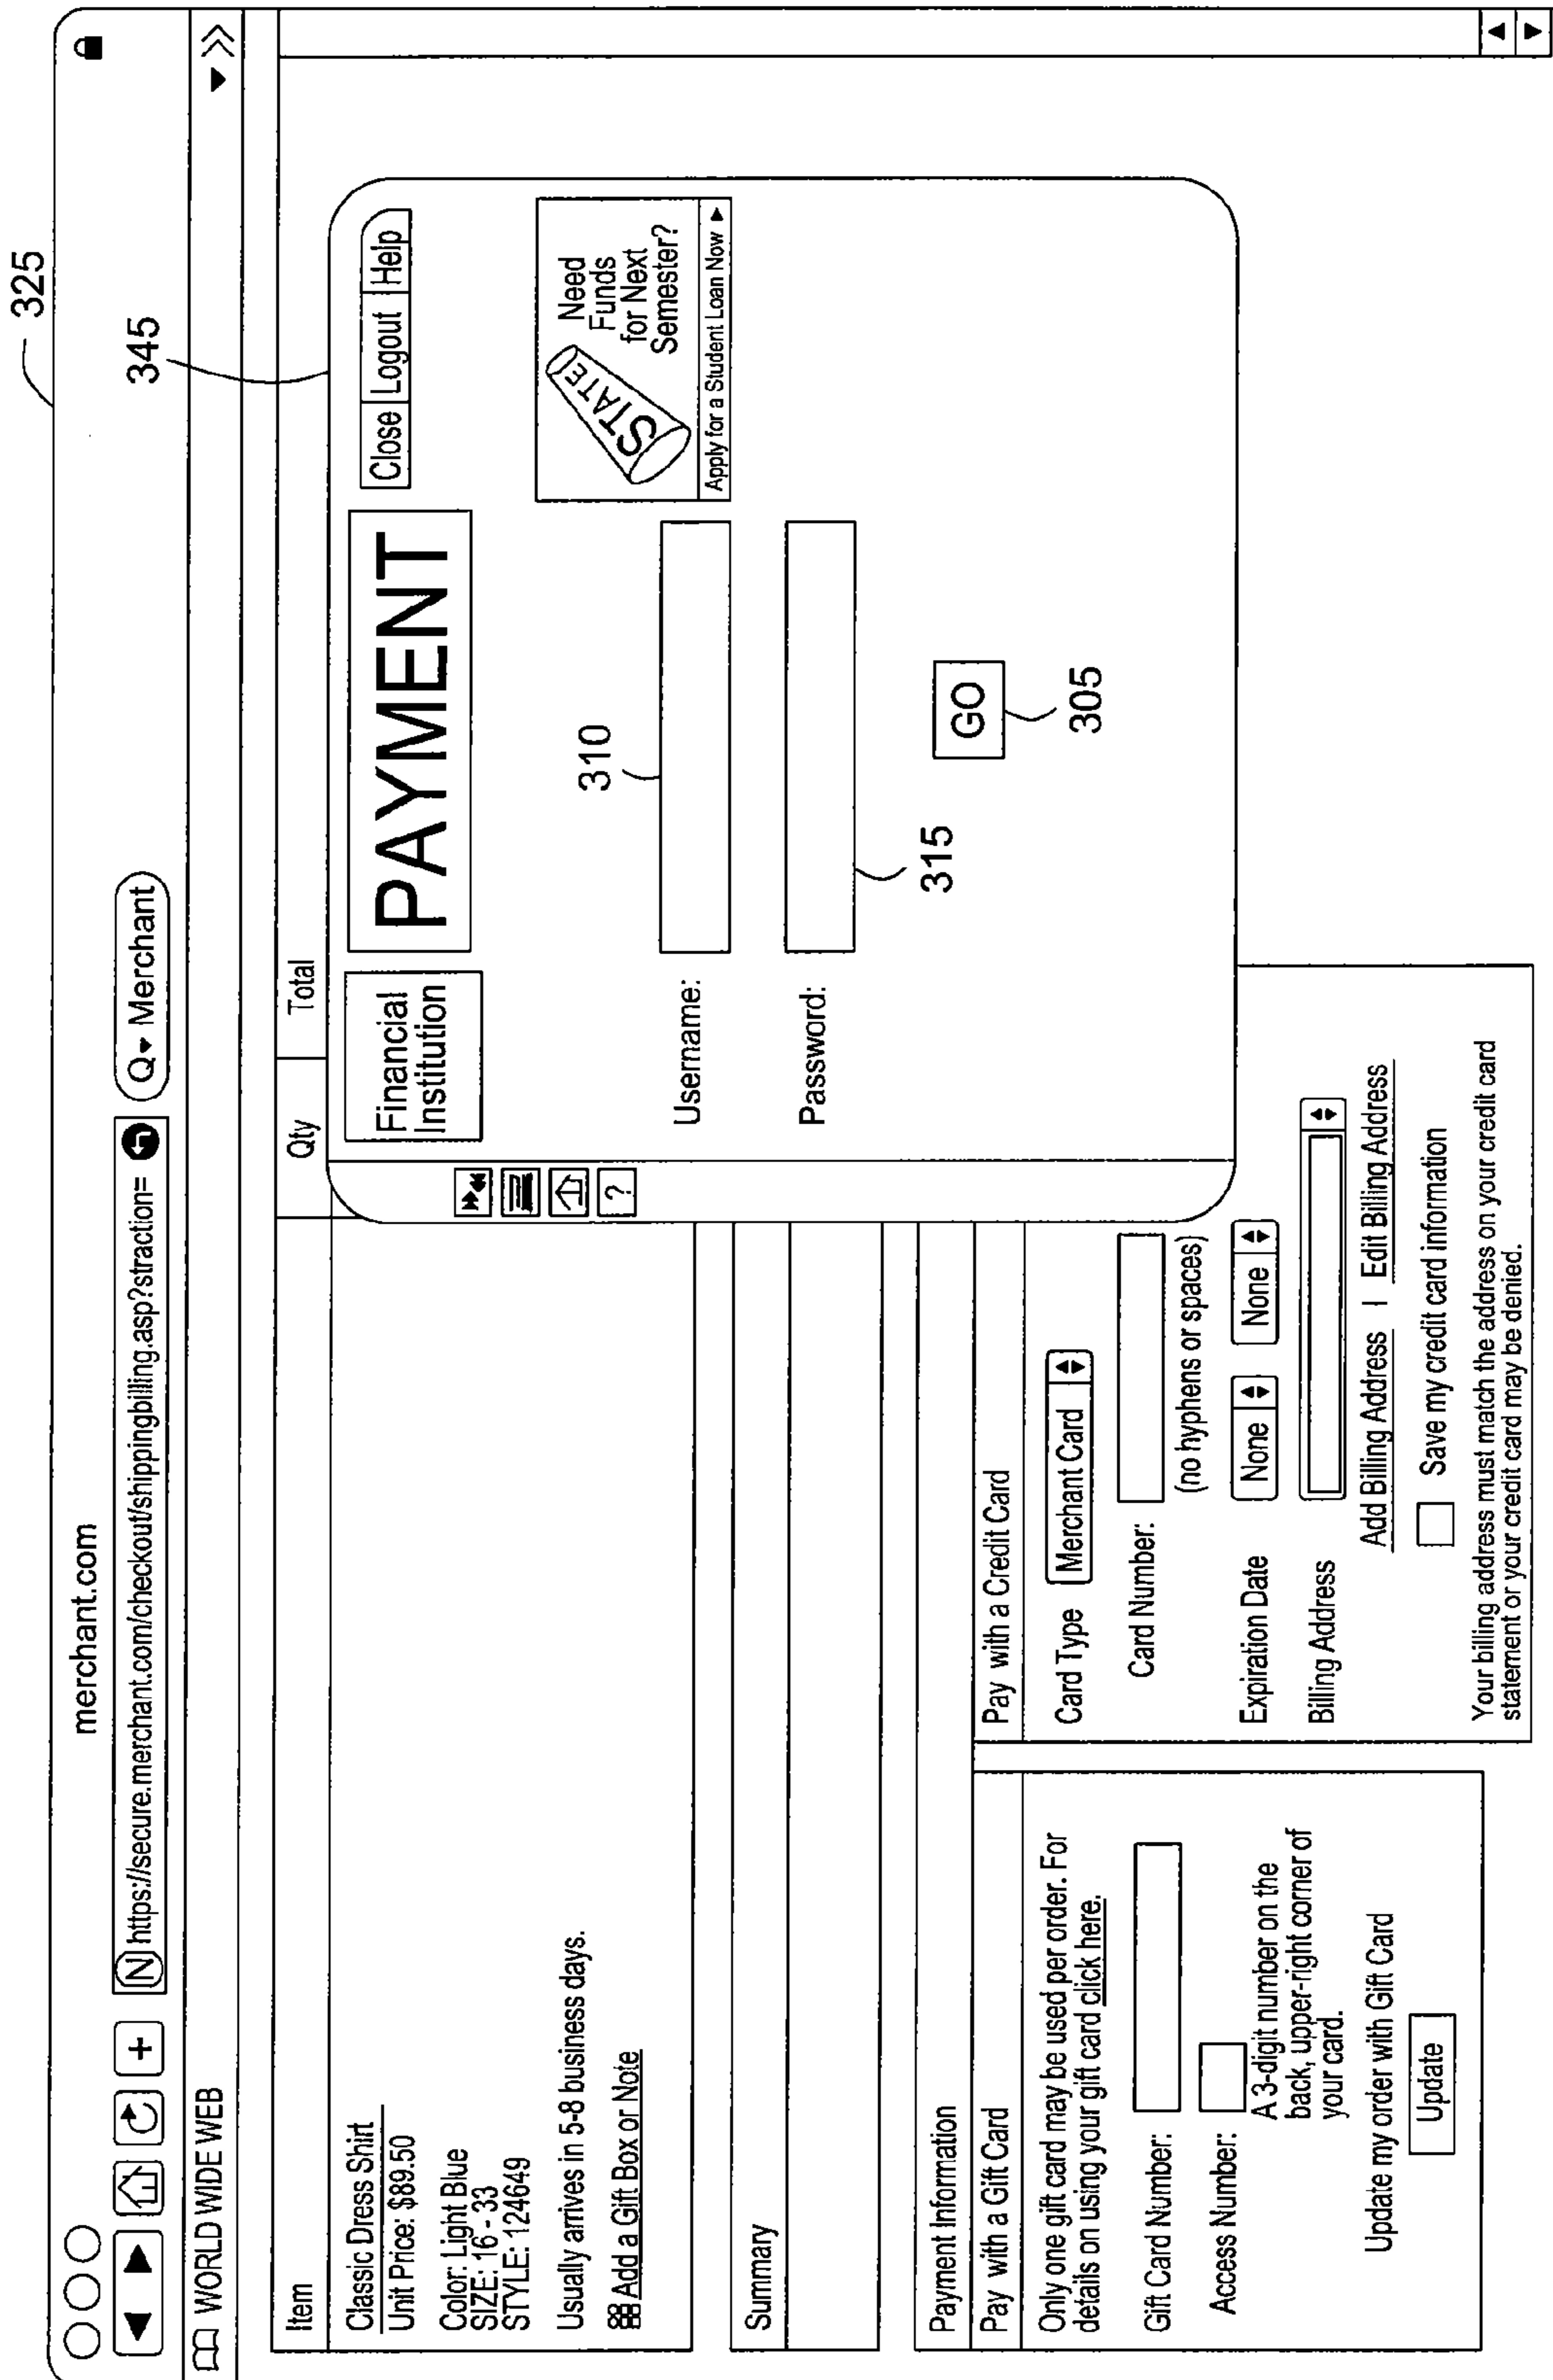 325
merchant.com
N https://secure.merchant.com/checkout/shippingbilling.asp?straction=
Q Merchant
WORLD WIDE WEB
345
Item
Qty
Total
Classic Dress Shirt
Unit Price: $89.50
Color: Light Blue
SIZE: 16 - 33
STYLE: 124649
Usually arrives in 5-8 business days.
Add a Gift Box or Note
Financial
Institution
PAYMENT
Close Logout Help
?
STATE!
Need
Funds
for Next
Semester?
Apply for a Student Loan Now
310
Username:
Password:
315
GO
305
Summary
Payment Information
Pay with a Gift Card
Only one gift card may be used per order. For
details on using your gift card click here.
Gift Card Number:
Access Number:
A 3-digit number on the
back, upper-right corner of
your card.
Update my order with Gift Card
Update
Pay with a Credit Card
Card Type Merchant Card
Card Number:
(no hyphens or spaces)
Expiration Date None None
Billing Address
Add Billing Address | Edit Billing Address
Save my credit card information
Your billing address must match the address on your credit card
statement or your credit card may be denied.